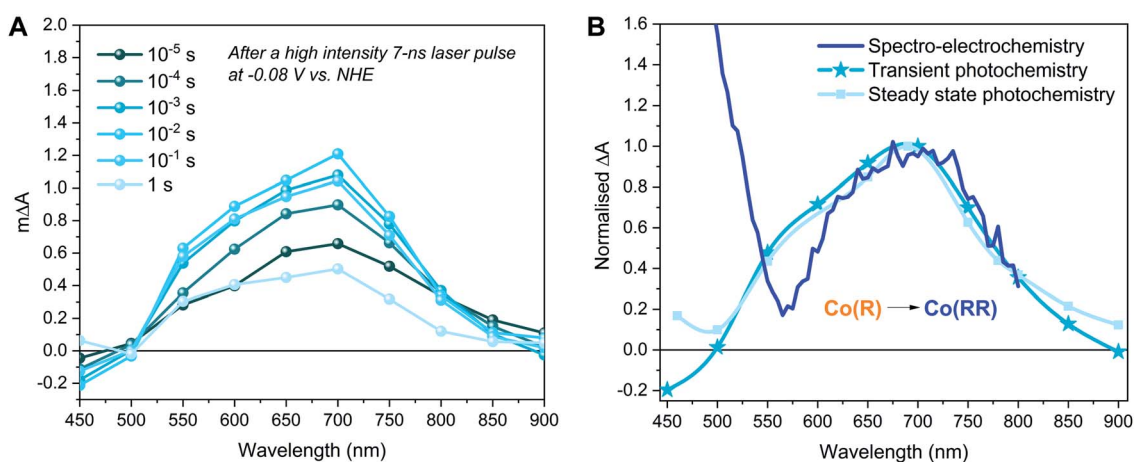 A
After a high intensity 7-ns laser pulse
at -0.08 V vs. NHE
10⁻⁵ s
10⁻⁴ s
10⁻³ s
10⁻² s
10⁻¹ s
1 s
m∆A
2.0
1.8
1.6
1.4
1.2
1.0
0.8
0.6
0.4
0.2
0.0
-0.2
450 500 550 600 650 700 750 800 850 900
Wavelength (nm)
B
Spectro-electrochemistry
Transient photochemistry
Steady state photochemistry
Normalised ∆A
1.6
1.4
1.2
1.0
0.8
0.6
0.4
0.2
0.0
-0.2
Co(R) → Co(RR)
450 500 550 600 650 700 750 800 850 900
Wavelength (nm)